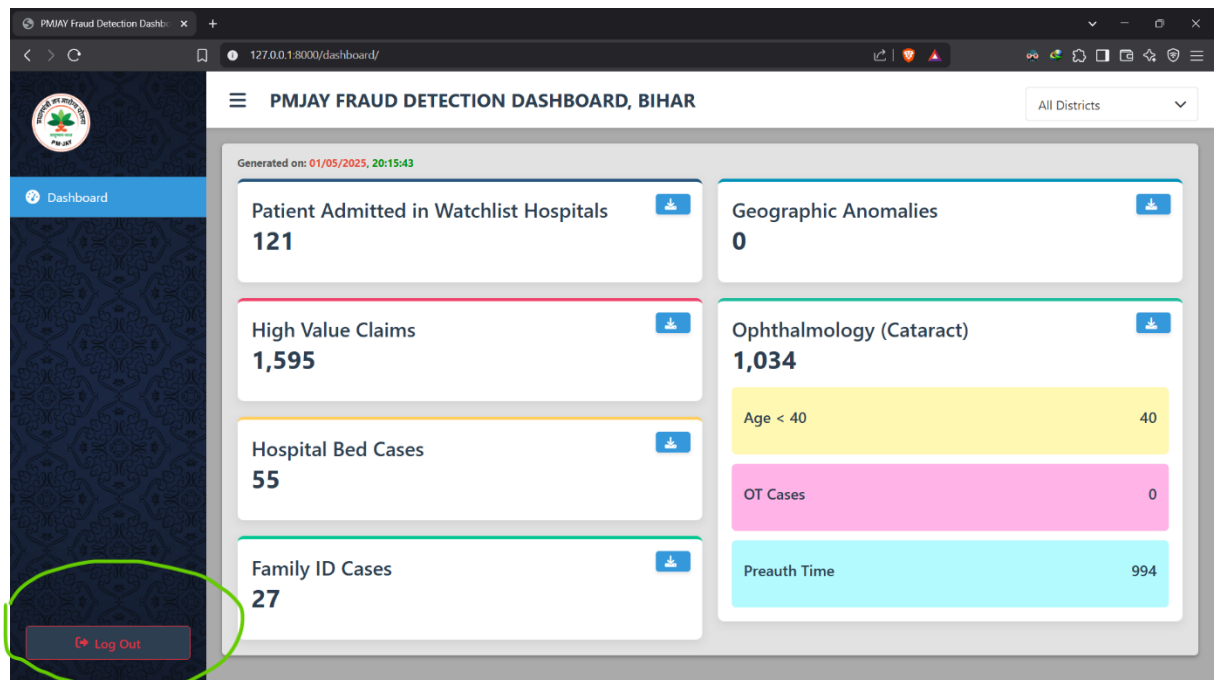 PMJAY Fraud Detection Dashb
127.0.0.1:8000/dashboard/
PM-JAY
PMJAY FRAUD DETECTION DASHBOARD, BIHAR
All Districts
Dashboard
Generated on: 01/05/2025, 20:15:43
Patient Admitted in Watchlist Hospitals
121
Geographic Anomalies
0
High Value Claims
1,595
Ophthalmology (Cataract)
1,034
Age < 40
40
Hospital Bed Cases
55
OT Cases
0
Family ID Cases
27
Preauth Time
994
Log Out